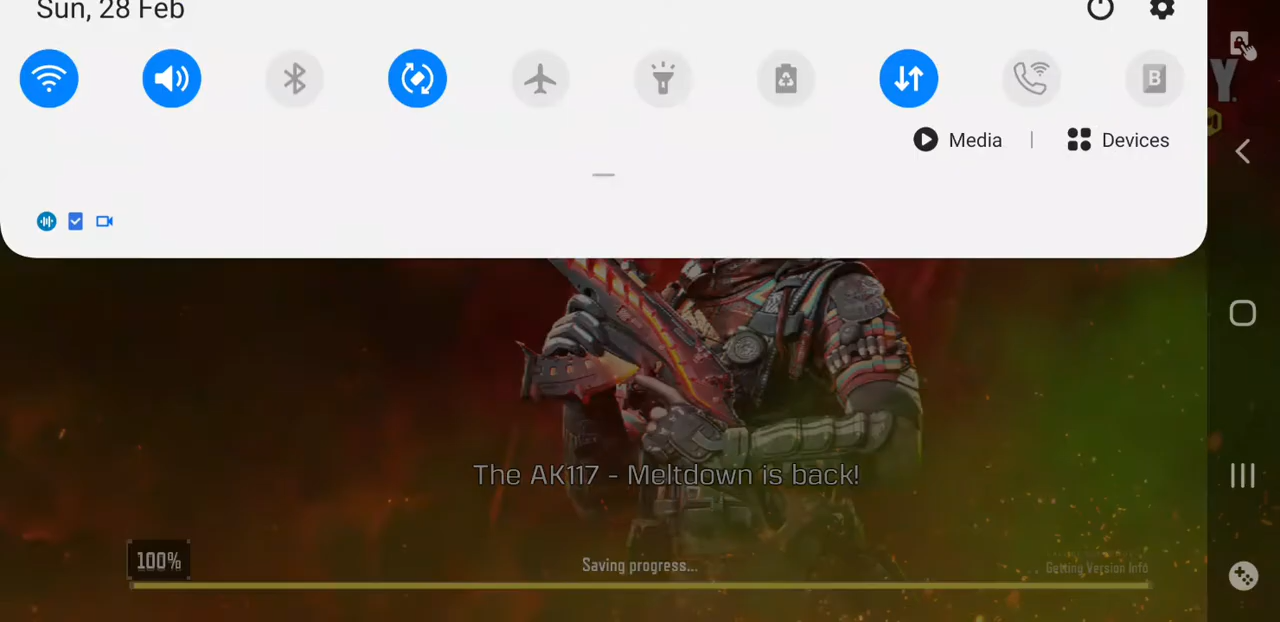 Sun, 28 Feb
B
Y.
Media | Devices
The AK117 - Meltdown is back!
100%
Saving progress...
Getting Version Info